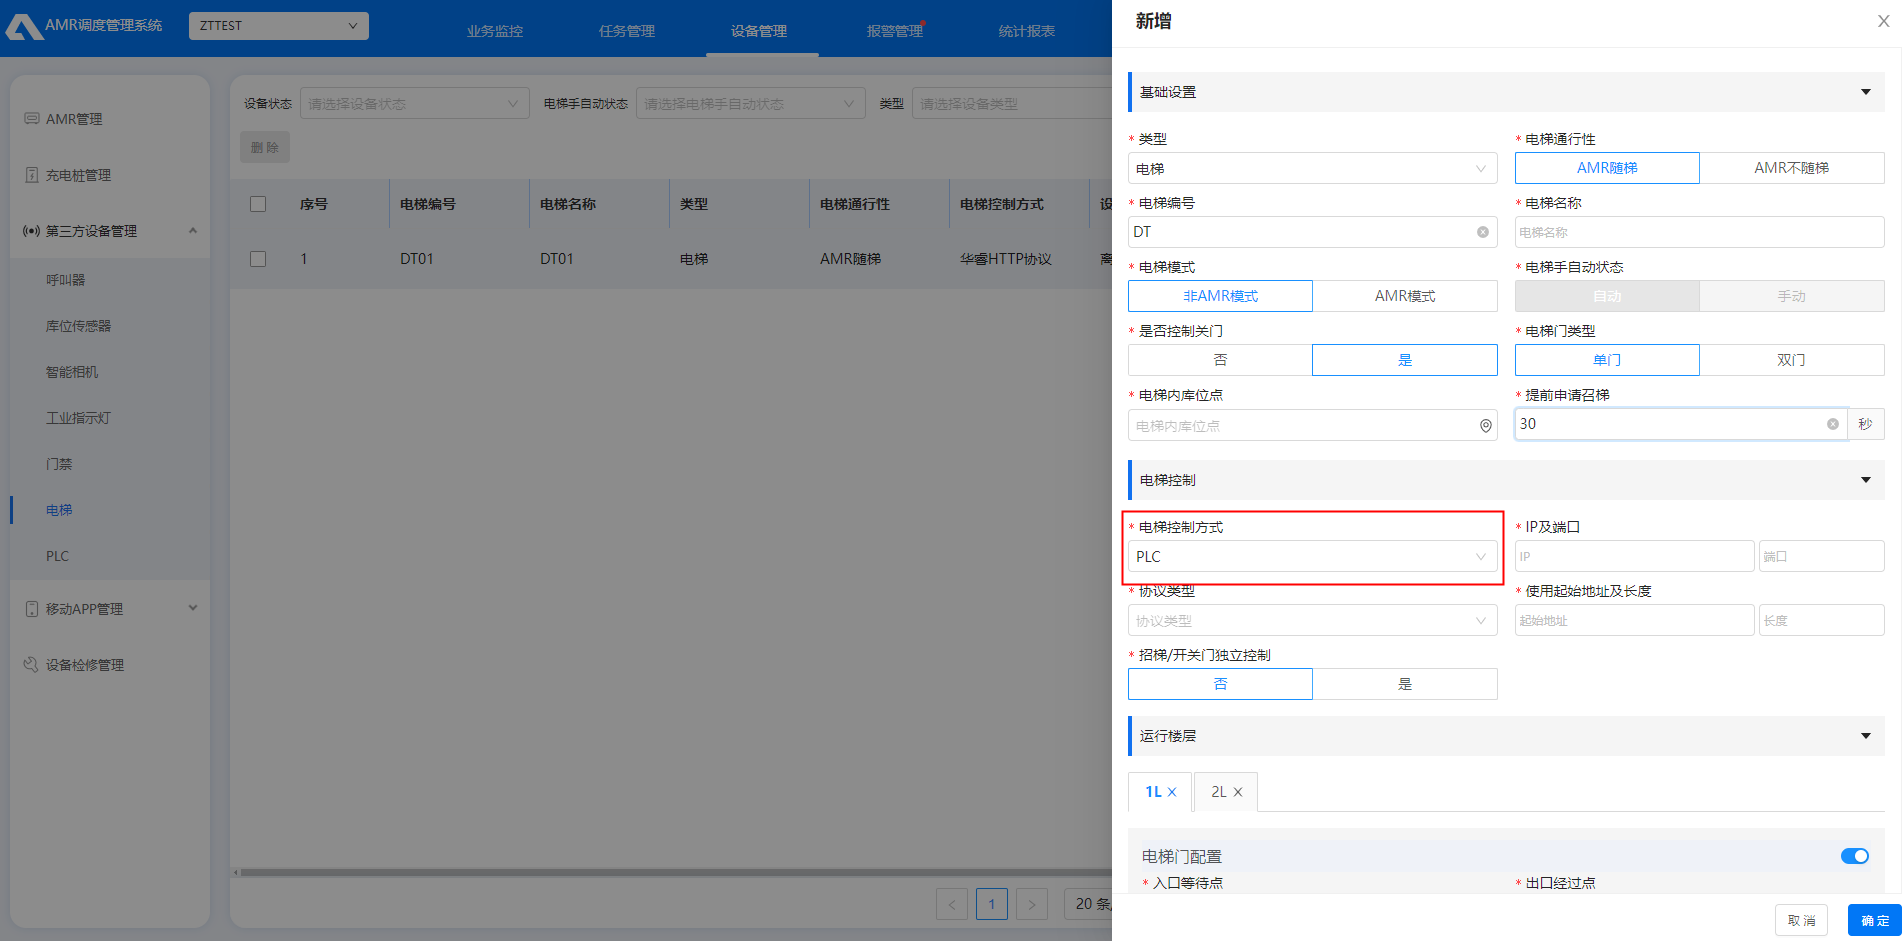 AMR调度管理系统
ZTTEST
业务监控
任务管理
设备管理
报警管理
统计报表
AMR管理
充电桩管理
第三方设备管理
呼叫器
库位传感器
智能相机
工业指示灯
门禁
电梯
PLC
移动APP管理
设备检修管理
设备状态
请选择设备状态
电梯手自动状态
请选择电梯手自动状态
类型
请选择设备类型
删 除
序号 电梯编号 电梯名称 类型 电梯通行性 电梯控制方式
1 DT01 DT01 电梯 AMR随梯 华睿HTTP协议
< 1 >
20 条
新增
基础设置
* 类型
电梯
* 电梯通行性
AMR随梯 AMR不随梯
* 电梯编号
DT
* 电梯名称
电梯名称
* 电梯模式
非AMR模式 AMR模式
* 电梯手自动状态
自动 手动
* 是否控制关门
否 是
* 电梯门类型
单门 双门
* 电梯内库位点
电梯内库位点
* 提前申请召梯
30 秒
电梯控制
* 电梯控制方式
PLC
* IP及端口
IP 端口
* 协议类型
协议类型
* 使用起始地址及长度
起始地址 长度
* 招梯/开关门独立控制
否 是
运行楼层
1L 2L
电梯门配置
* 入口等待点
* 出口经过点
取 消 确 定